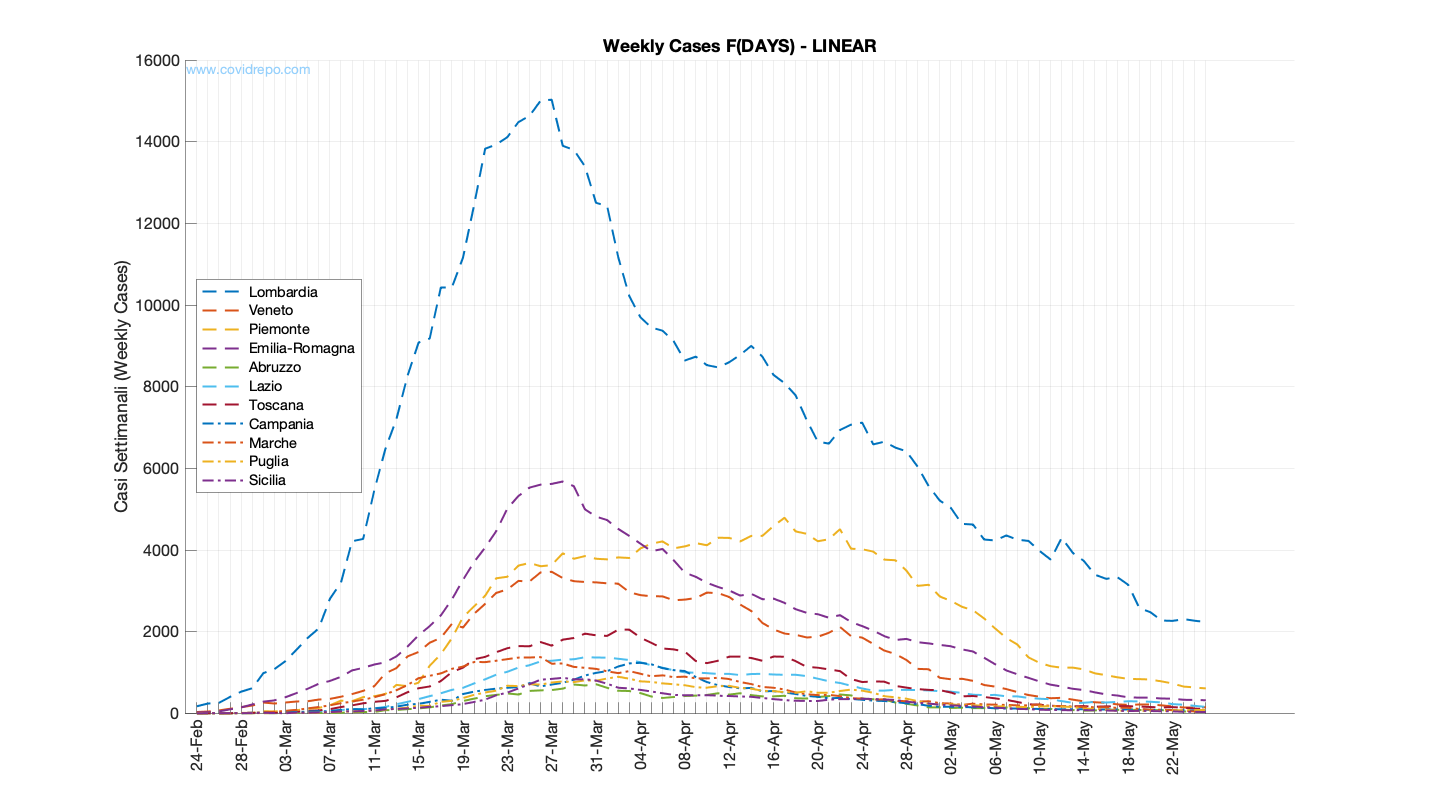 Weekly Cases F(DAYS) - LINEAR
www.covidrepo.com
Casi Settimanali (Weekly Cases)
16000
14000
12000
10000
8000
6000
4000
2000
0
Lombardia
Veneto
Piemonte
Emilia-Romagna
Abruzzo
Lazio
Toscana
Campania
Marche
Puglia
Sicilia
24-Feb
28-Feb
03-Mar
07-Mar
11-Mar
15-Mar
19-Mar
23-Mar
27-Mar
31-Mar
04-Apr
08-Apr
12-Apr
16-Apr
20-Apr
24-Apr
28-Apr
02-May
06-May
10-May
14-May
18-May
22-May